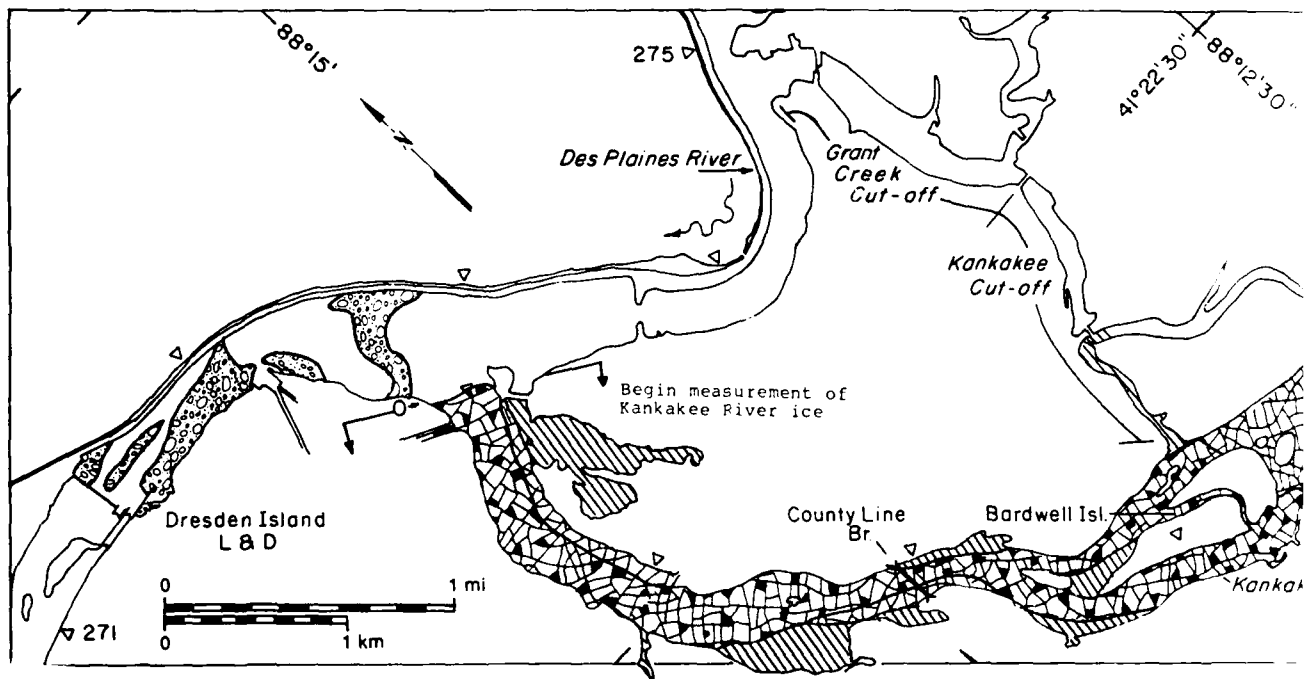 88°15'
275
41°22'30"
88°12'30"
N
Des Plaines River
Grant
Creek
Cut-off
Kankakee
Cut-off
Begin measurement of
Kankakee River ice
0
Dresden Island
L & D
County Line
Br.
Bardwell Isl.
Kankak
0 1 mi
0 1 km
271